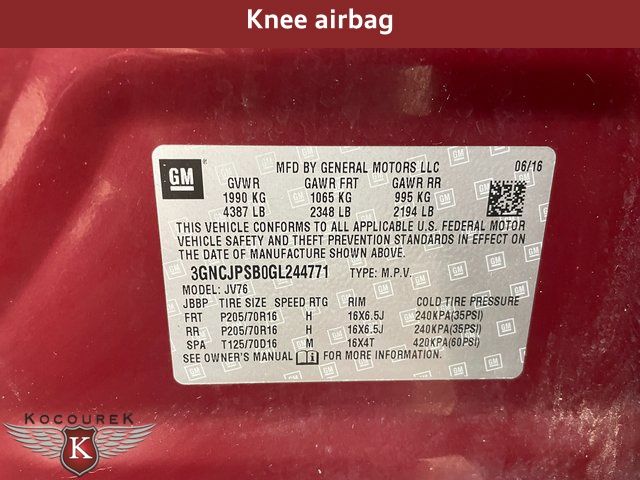 Knee airbag
GM
MFD BY GENERAL MOTORS LLC 06/16
GVWR GAWR FRT GAWR RR
1990 KG 1065 KG 995 KG
4387 LB 2348 LB 2194 LB
THIS VEHICLE CONFORMS TO ALL APPLICABLE U.S. FEDERAL MOTOR
VEHICLE SAFETY AND THEFT PREVENTION STANDARDS IN EFFECT ON
THE DATE OF MANUFACTURE SHOWN ABOVE.
3GNCJPSB0GL244771 TYPE: M.P.V.
MODEL: JV76
JBBP TIRE SIZE SPEED RTG RIM COLD TIRE PRESSURE
FRT P205/70R16 H 16X6.5J 240KPA(35PSI)
RR P205/70R16 H 16X6.5J 240KPA(35PSI)
SPA T125/70D16 M 16X4T 420KPA(60PSI)
SEE OWNER'S MANUAL FOR MORE INFORMATION.
KOCOUREK
K